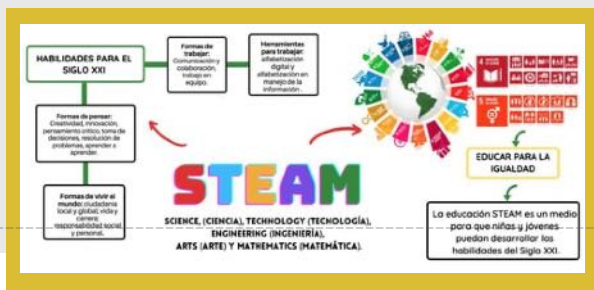 HABILIDADES PARA EL
SIGLO XXI
Formas de
trabajar:
Comunicación y
colaboración,
trabajo en
equipo.
Herramientas
para trabajar:
alfabetización
digital y
alfabetización en
manejo de la
información.
Formas de pensar:
Creatividad, innovación,
pensamiento crítico, toma de
decisiones, resolución de
problemas, aprender a
aprender.
Formas de vivir el
mundo: ciudadanía
local y global; vida y
carrera;
responsabilidad social
y personal.
STEAM
SCIENCE, (CIENCIA), TECHNOLOGY (TECNOLOGÍA),
ENGINEERING (INGENIERÍA),
ARTS (ARTE) Y MATHEMATICS (MATEMÁTICA).
4
5
EDUCAR PARA LA
IGUALDAD
La educación STEAM es un medio
para que niñas y jóvenes
puedan desarrollar las
habilidades del Siglo XXI.